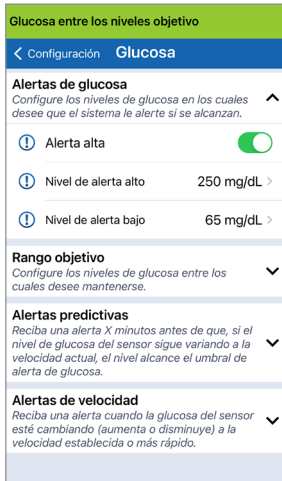 Glucosa entre los niveles objetivo
Configuración Glucosa
Alertas de glucosa
Configure los niveles de glucosa en los cuales
desee que el sistema le alerte si se alcanzan.
Alerta alta
Nivel de alerta alto 250 mg/dL
Nivel de alerta bajo 65 mg/dL
Rango objetivo
Configure los niveles de glucosa entre los
cuales desee mantenerse.
Alertas predictivas
Reciba una alerta X minutos antes de que, si el
nivel de glucosa del sensor sigue variando a la
velocidad actual, el nivel alcance el umbral de
alerta de glucosa.
Alertas de velocidad
Reciba una alerta cuando la glucosa del sensor
esté cambiando (aumenta o disminuye) a la
velocidad establecida o más rápido.